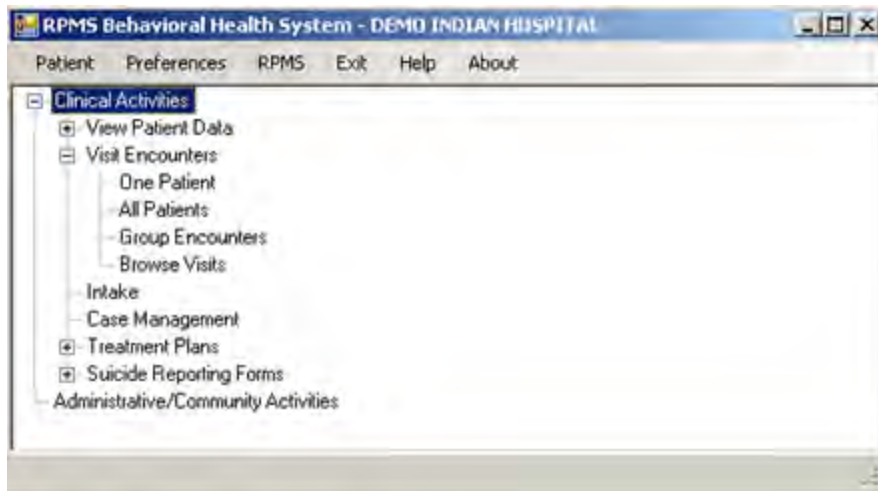 RPMS Behavioral Health System - DEMO INDIAN HOSPITAL
Patient Preferences RPMS Exit Help About
Clinical Activities
View Patient Data
Visit Encounters
One Patient
All Patients
Group Encounters
Browse Visits
Intake
Case Management
Treatment Plans
Suicide Reporting Forms
Administrative/Community Activities